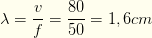 λ = v/f = 80/50 = 1,6cm